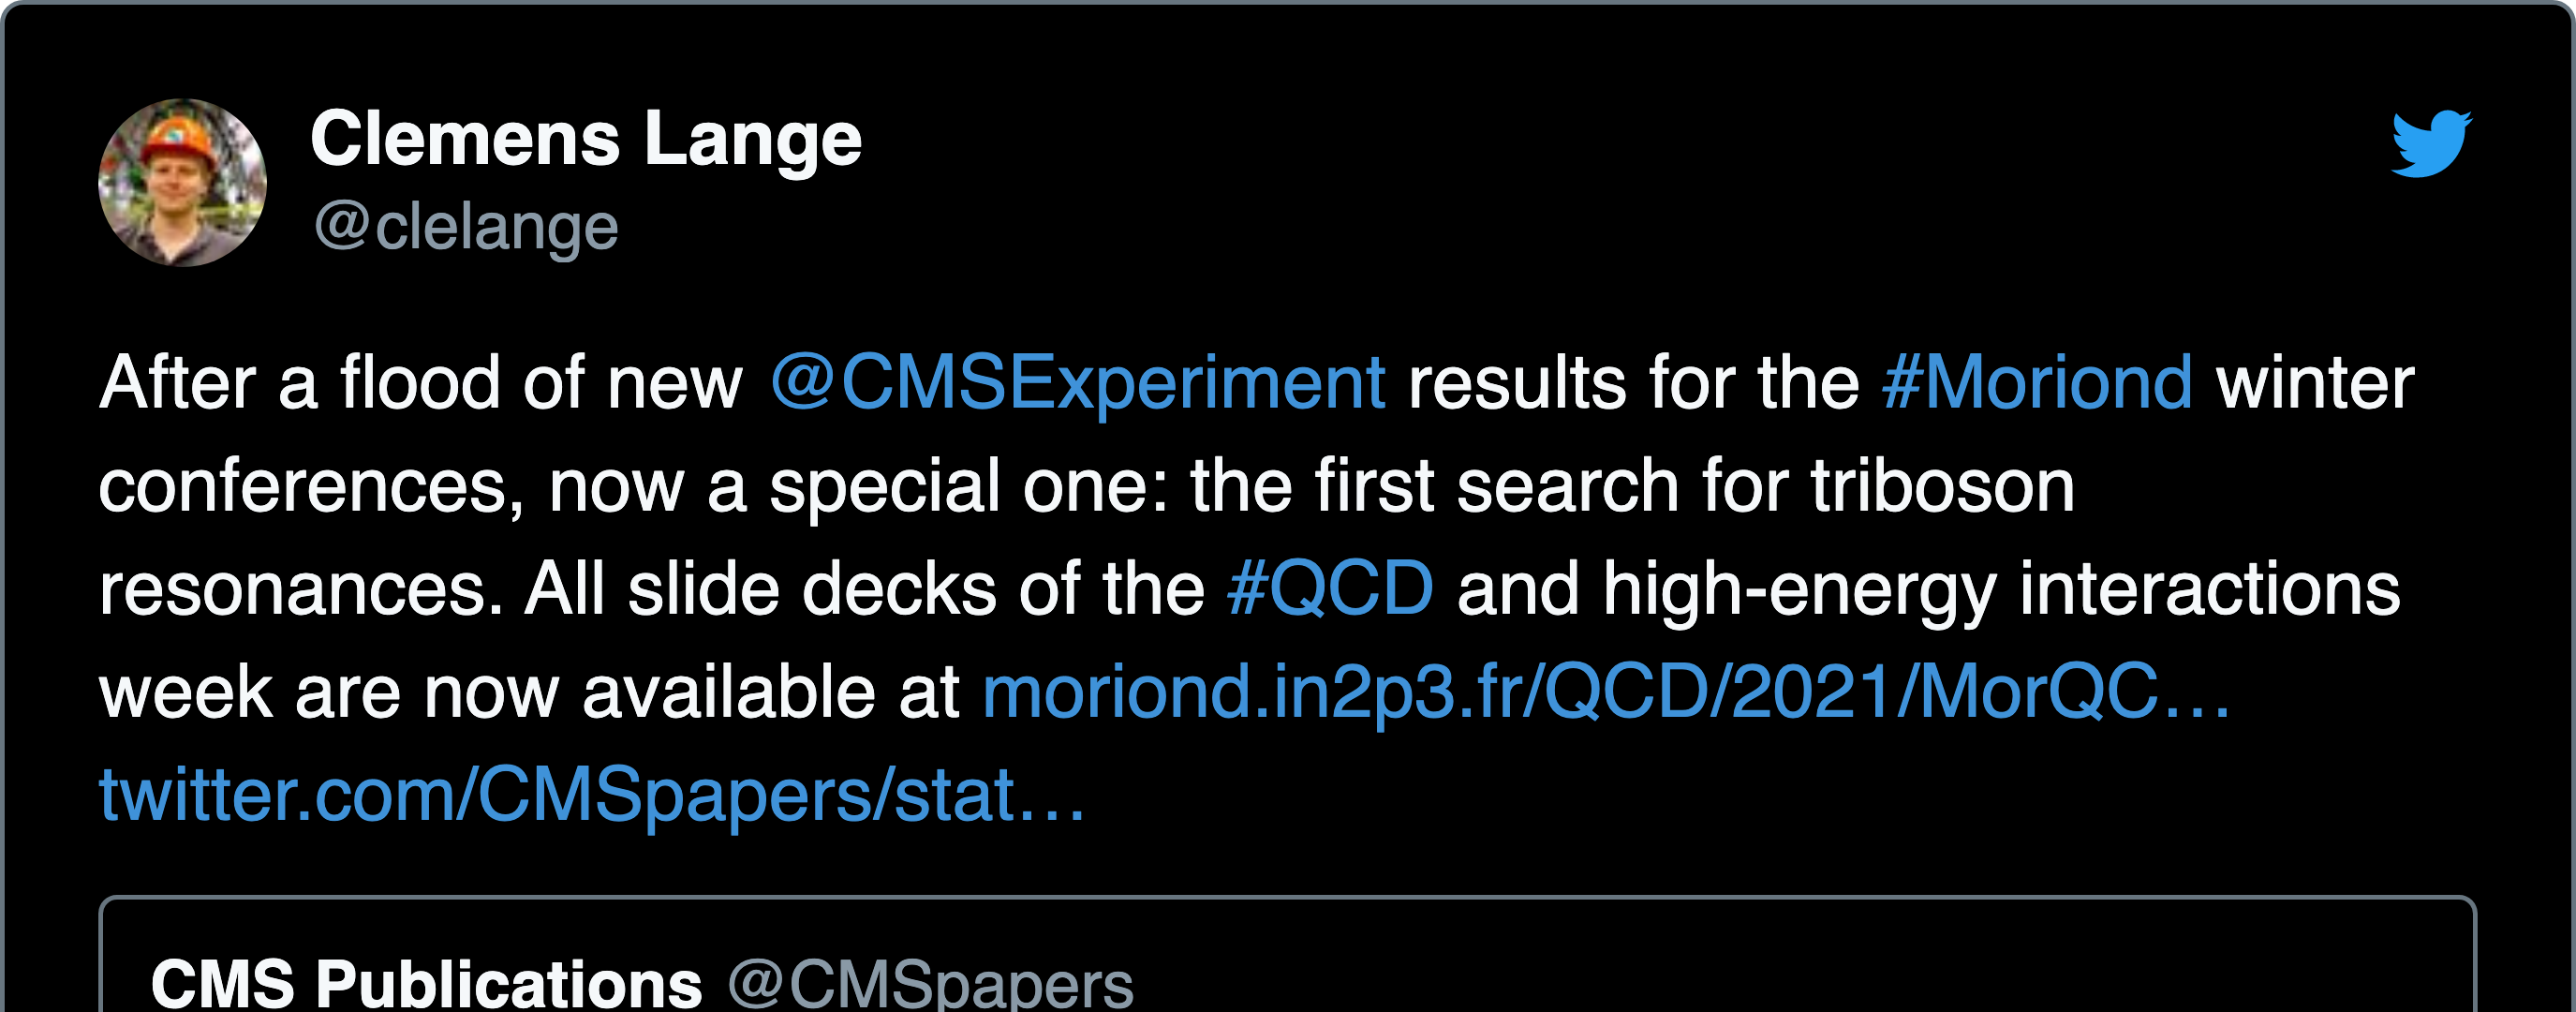 Clemens Lange
@clelange
After a flood of new @CMSExperiment results for the #Moriond winter
conferences, now a special one: the first search for triboson
resonances. All slide decks of the #QCD and high-energy interactions
week are now available at moriond.in2p3.fr/QCD/2021/MorQC…
twitter.com/CMSpapers/stat…
CMS Publications @CMSpapers